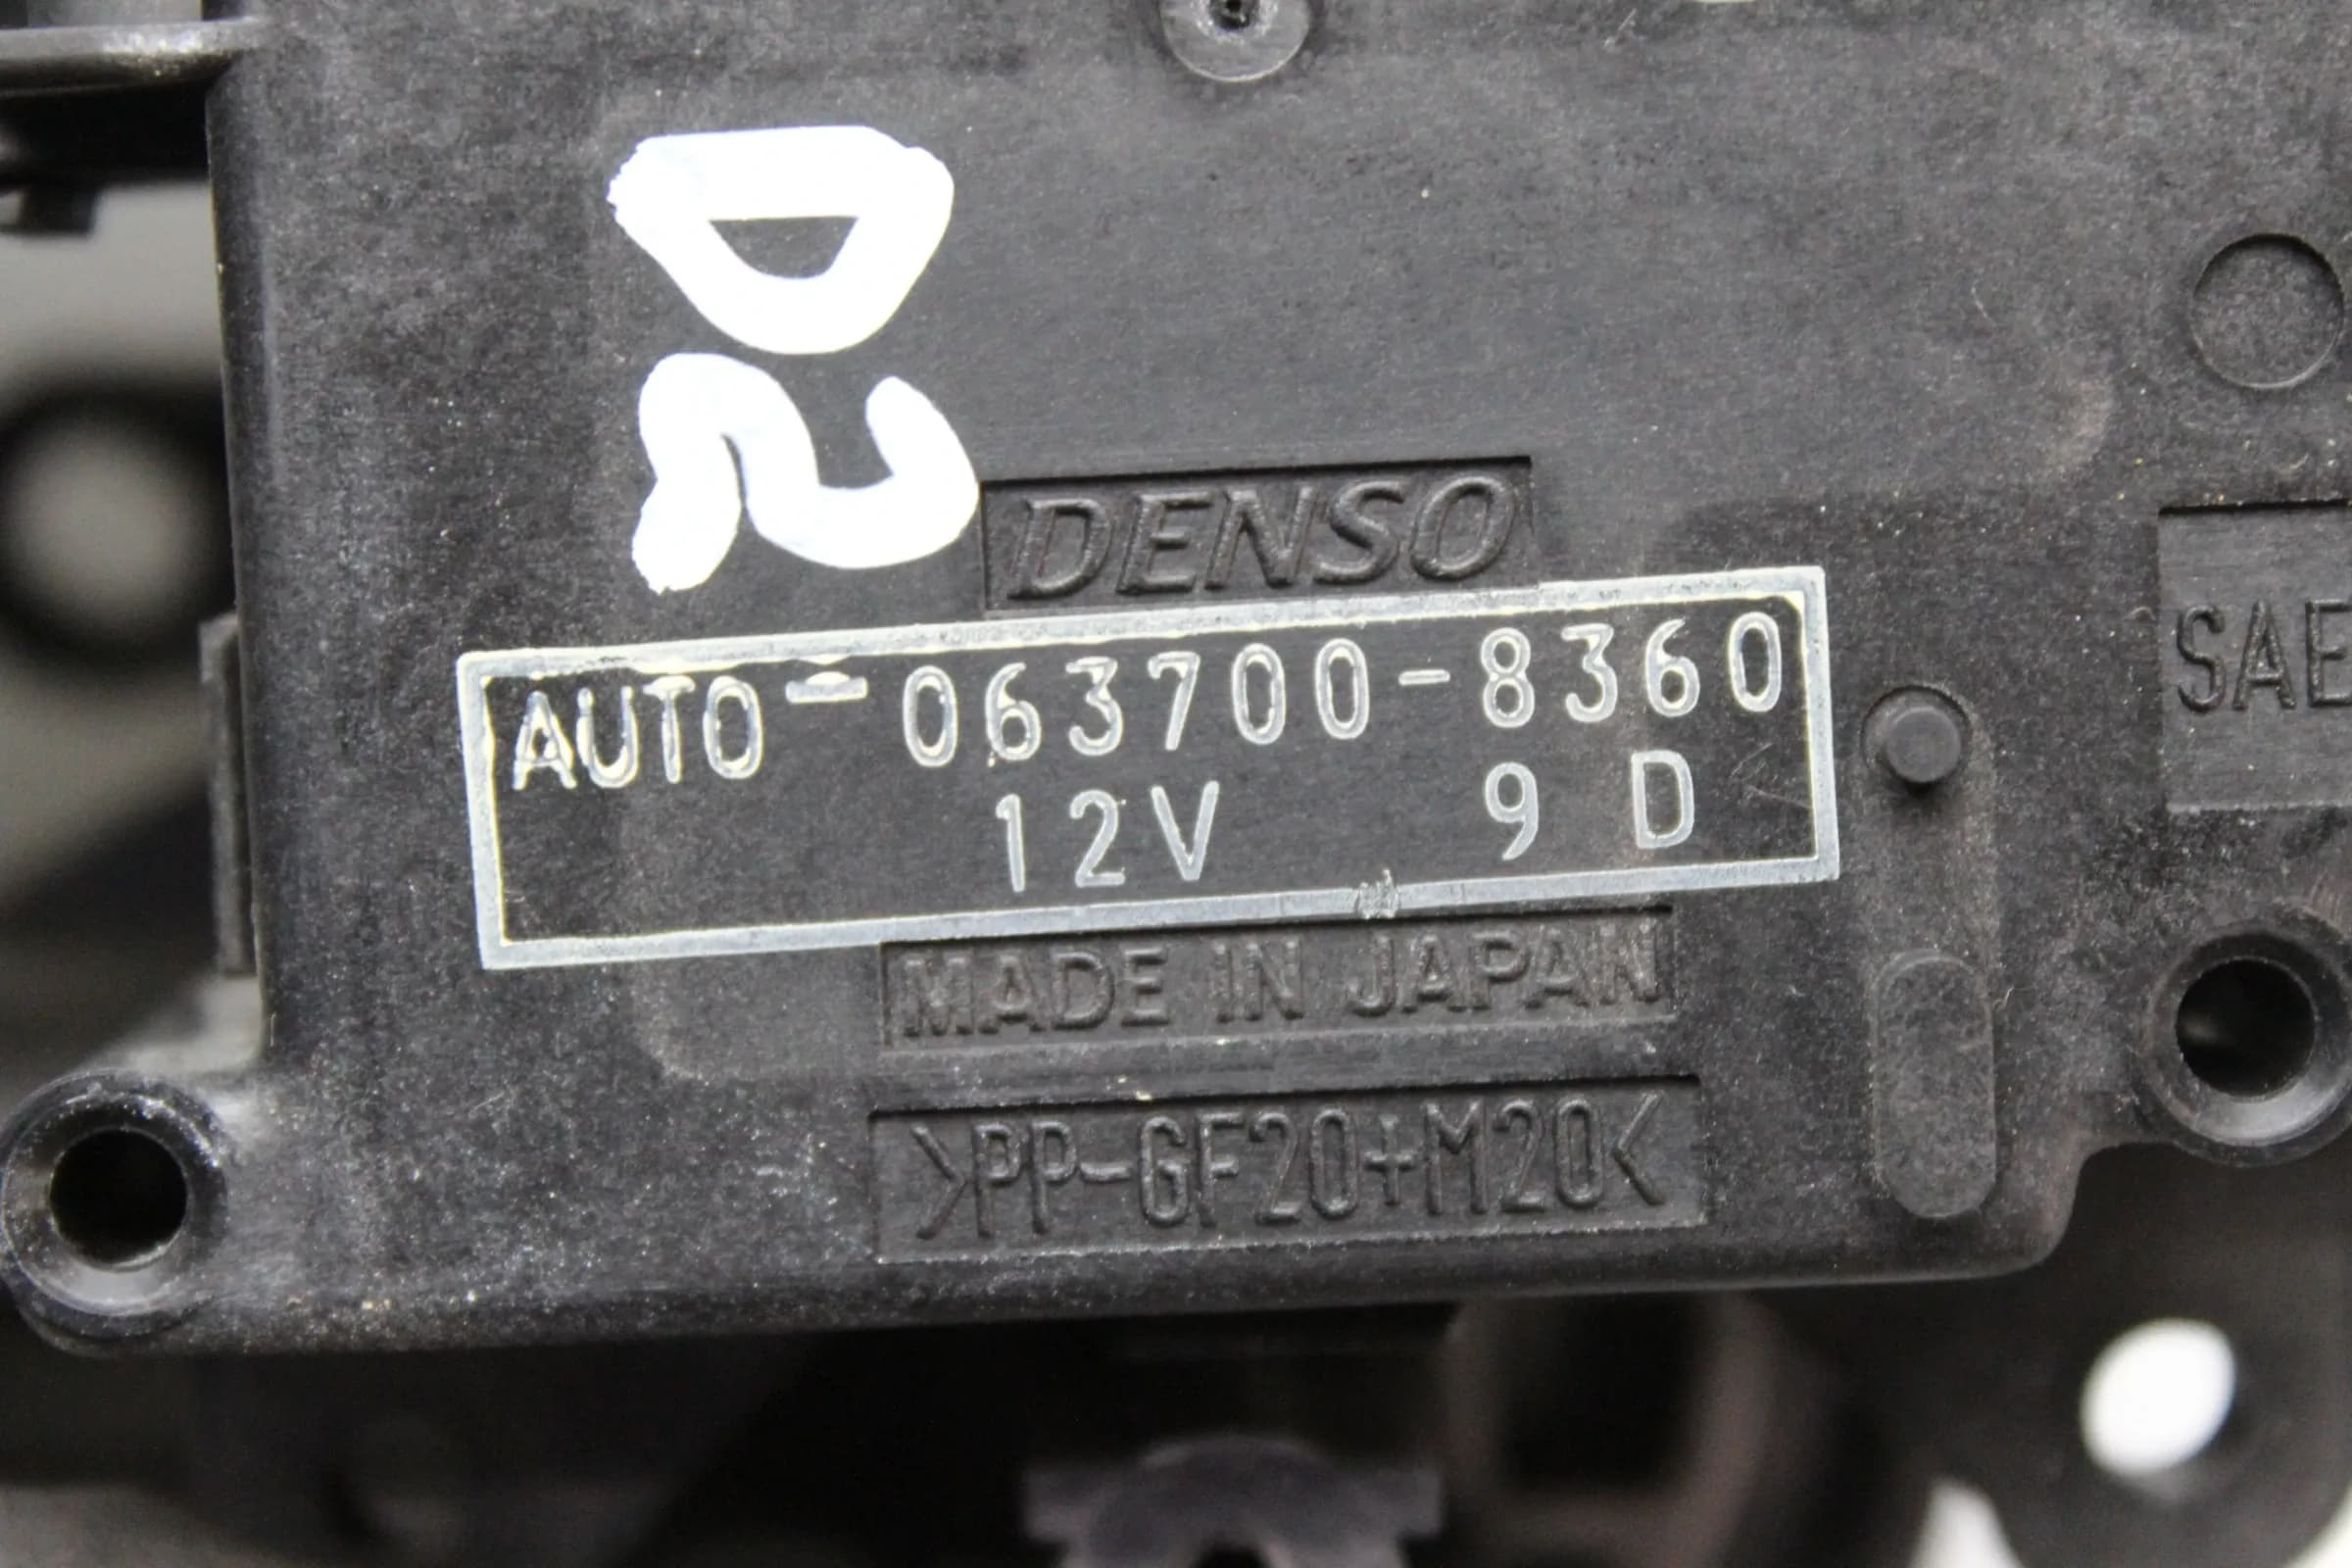 D2
DENSO
AUTO-063700-8360
12V 9 D
MADE IN JAPAN
>PP-GF20+M20<
SAE